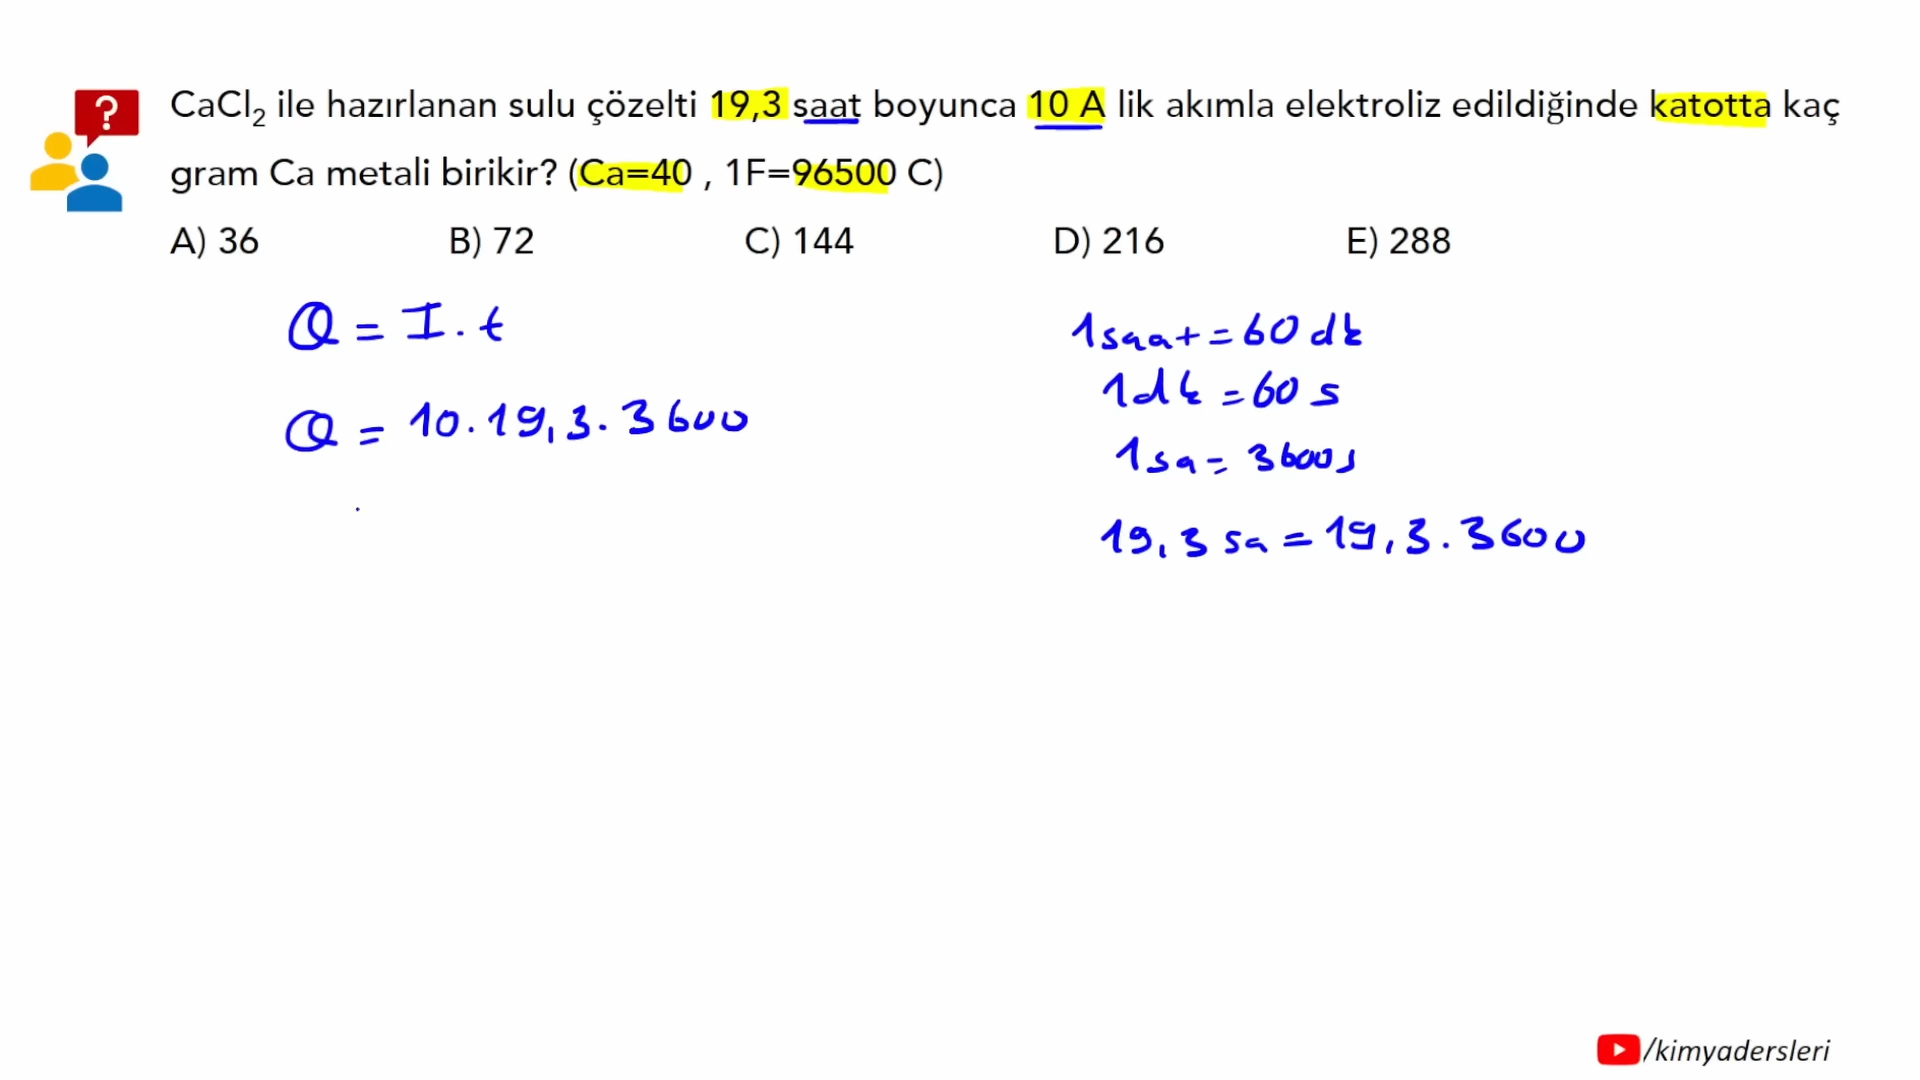 ?
CaCl₂ ile hazırlanan sulu çözelti 19,3 saat boyunca 10 A lik akımla elektroliz edildiğinde katotta kaç
gram Ca metali birikir? (Ca=40 , 1F=96500 C)
A) 36 B) 72 C) 144 D) 216 E) 288
Q = I . t
Q = 10 . 19,3 . 3600
1saat = 60 dk
1dk = 60 s
1sa = 3600s
19,3 sa = 19,3 . 3600
/kimyadersleri